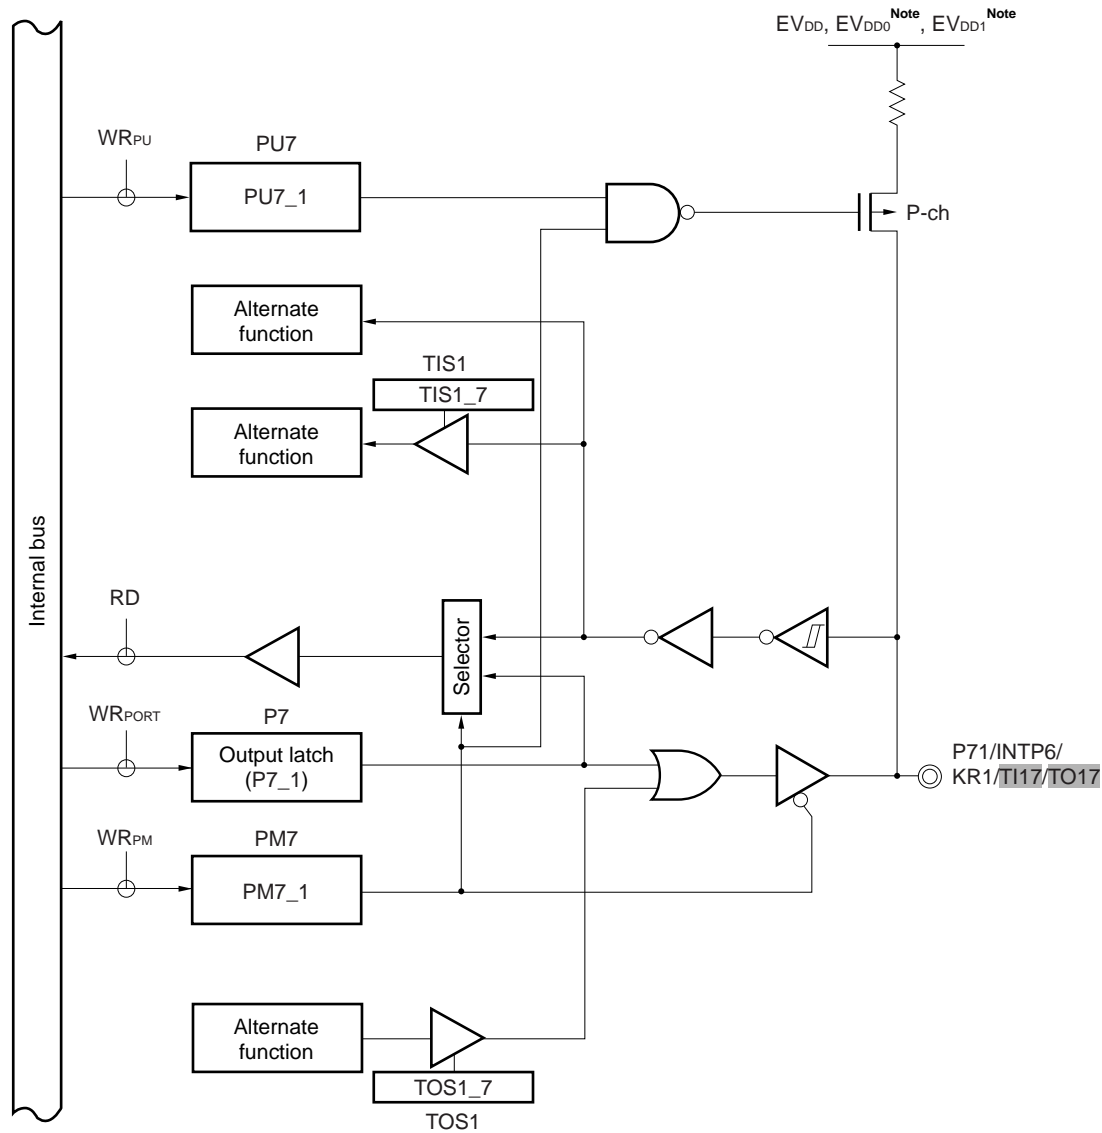 EVDD, EVDD0Note, EVDD1Note
WRPU
PU7
PU7_1
P-ch
Alternate
function
TIS1
TIS1_7
Alternate
function
Internal bus
RD
Selector
WRPORT
P7
Output latch
(P7_1)
P71/INTP6/
KR1/TI17/TO17
WRPM
PM7
PM7_1
Alternate
function
TOS1_7
TOS1